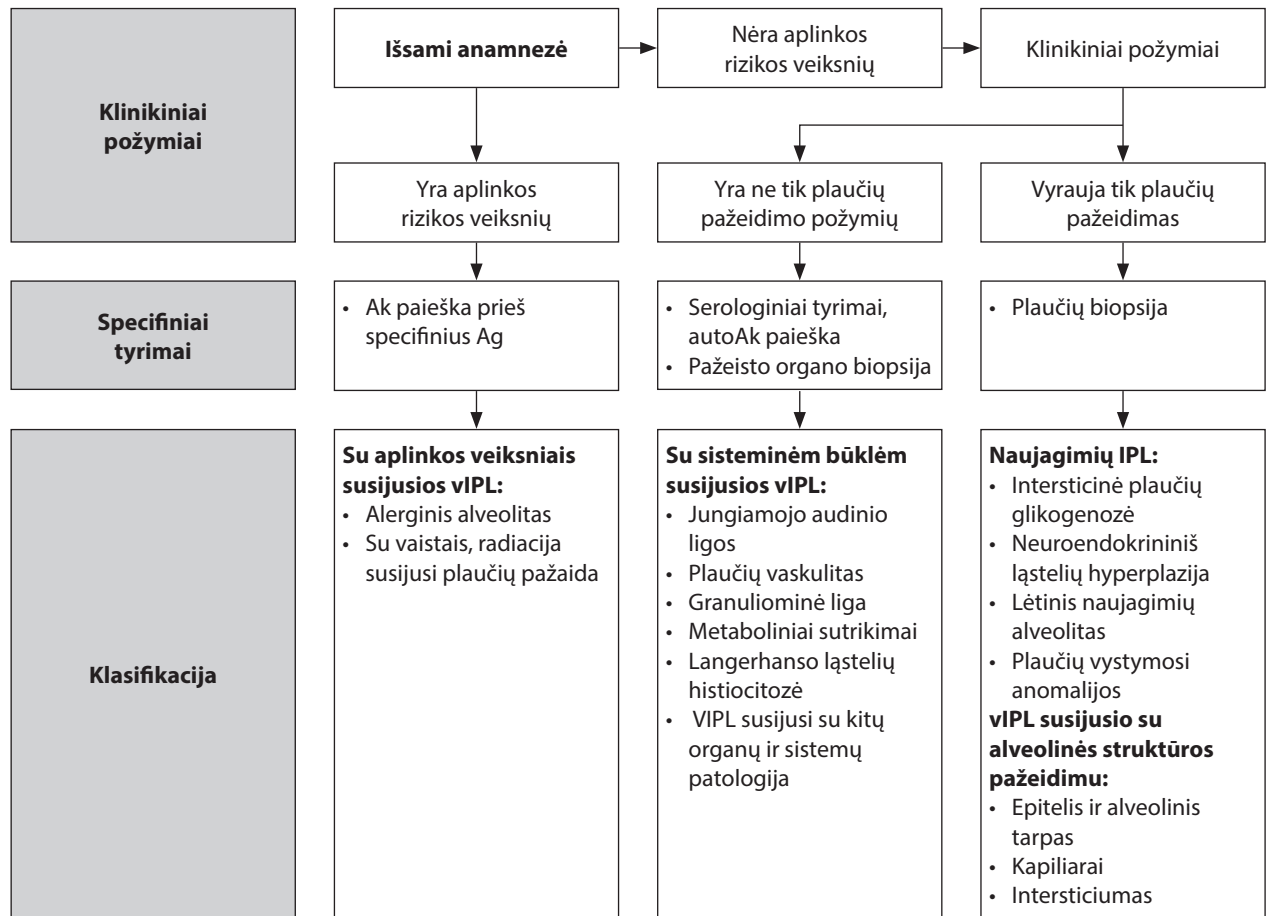 Klinikiniai
požymiai
Išsami anamnezė
Nėra aplinkos
rizikos veiksnių
Klinikiniai požymiai
Yra aplinkos
rizikos veiksnių
Yra ne tik plaučių
pažeidimo požymių
Vyrauja tik plaučių
pažeidimas
Specifiniai
tyrimai
• Ak paieška prieš
specifinius Ag
• Serologiniai tyrimai,
autoAk paieška
• Pažeisto organo biopsija
• Plaučių biopsija
Klasifikacija
Su aplinkos veiksniais
susijusios vIPL:
• Alerginis alveolitas
• Su vaistais, radiacija
susijusi plaučių pažaida
Su sisteminėm būklėm
susijusios vIPL:
• Jungiamojo audinio
ligos
• Plaučių vaskulitas
• Granuliominė liga
• Metaboliniai sutrikimai
• Langerhanso ląstelių
histiocitozė
• VIPL susijusi su kitų
organų ir sistemų
patologija
Naujagimių IPL:
• Intersticinė plaučių
glikogenozė
• Neuroendokrininiš
ląstelių hyperplazija
• Lėtinis naujagimių
alveolitas
• Plaučių vystymosi
anomalijos
vIPL susijusio su
alveolinės struktūros
pažeidimu:
• Epitelis ir alveolinis
tarpas
• Kapiliarai
• Intersticiumas